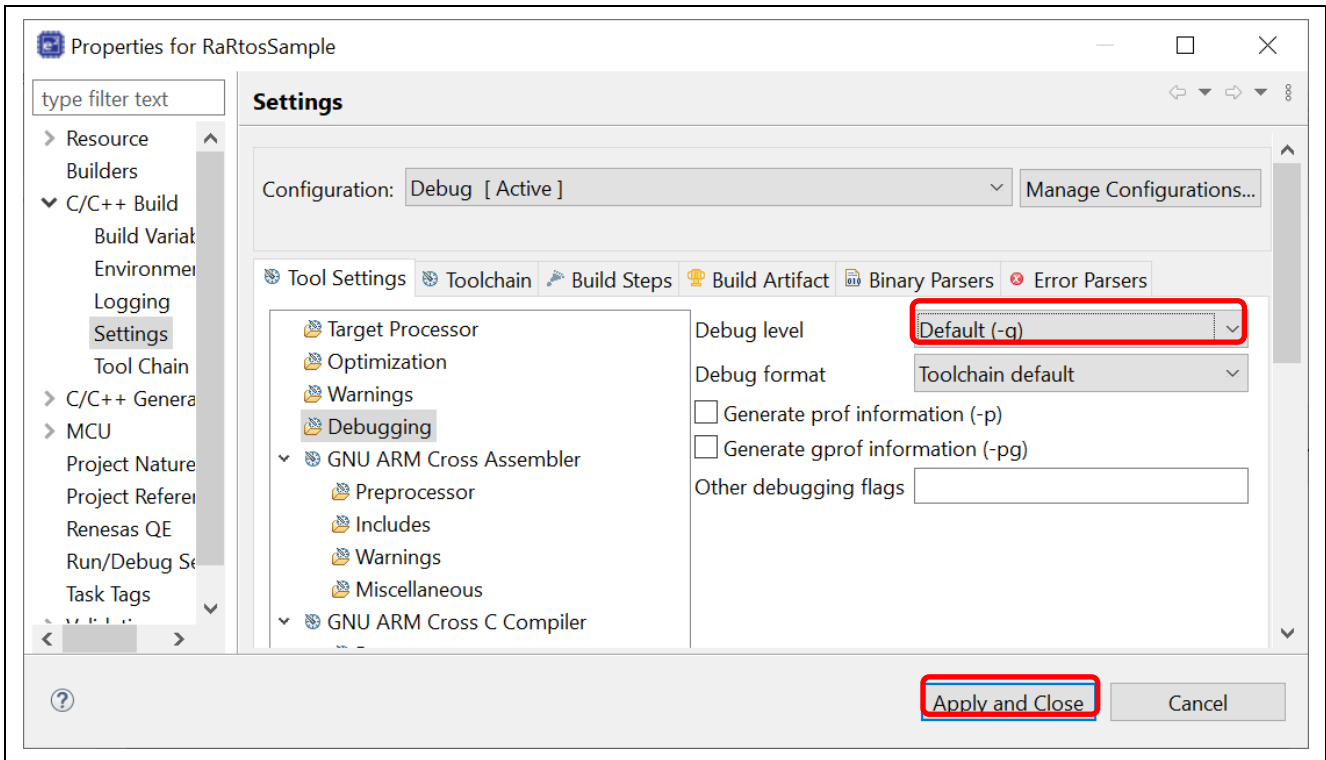 Properties for RaRtosSample
type filter text
Settings
Resource
Builders
C/C++ Build
Build Variab
Environmen
Logging
Settings
Tool Chain
C/C++ Genera
MCU
Project Nature
Project Referen
Renesas QE
Run/Debug Se
Task Tags
Configuration: Debug [ Active ] Manage Configurations...
Tool Settings Toolchain Build Steps Build Artifact Binary Parsers Error Parsers
Target Processor
Optimization
Warnings
Debugging
GNU ARM Cross Assembler
Preprocessor
Includes
Warnings
Miscellaneous
GNU ARM Cross C Compiler
Debug level Default (-g)
Debug format Toolchain default
Generate prof information (-p)
Generate gprof information (-pg)
Other debugging flags
Apply and Close Cancel